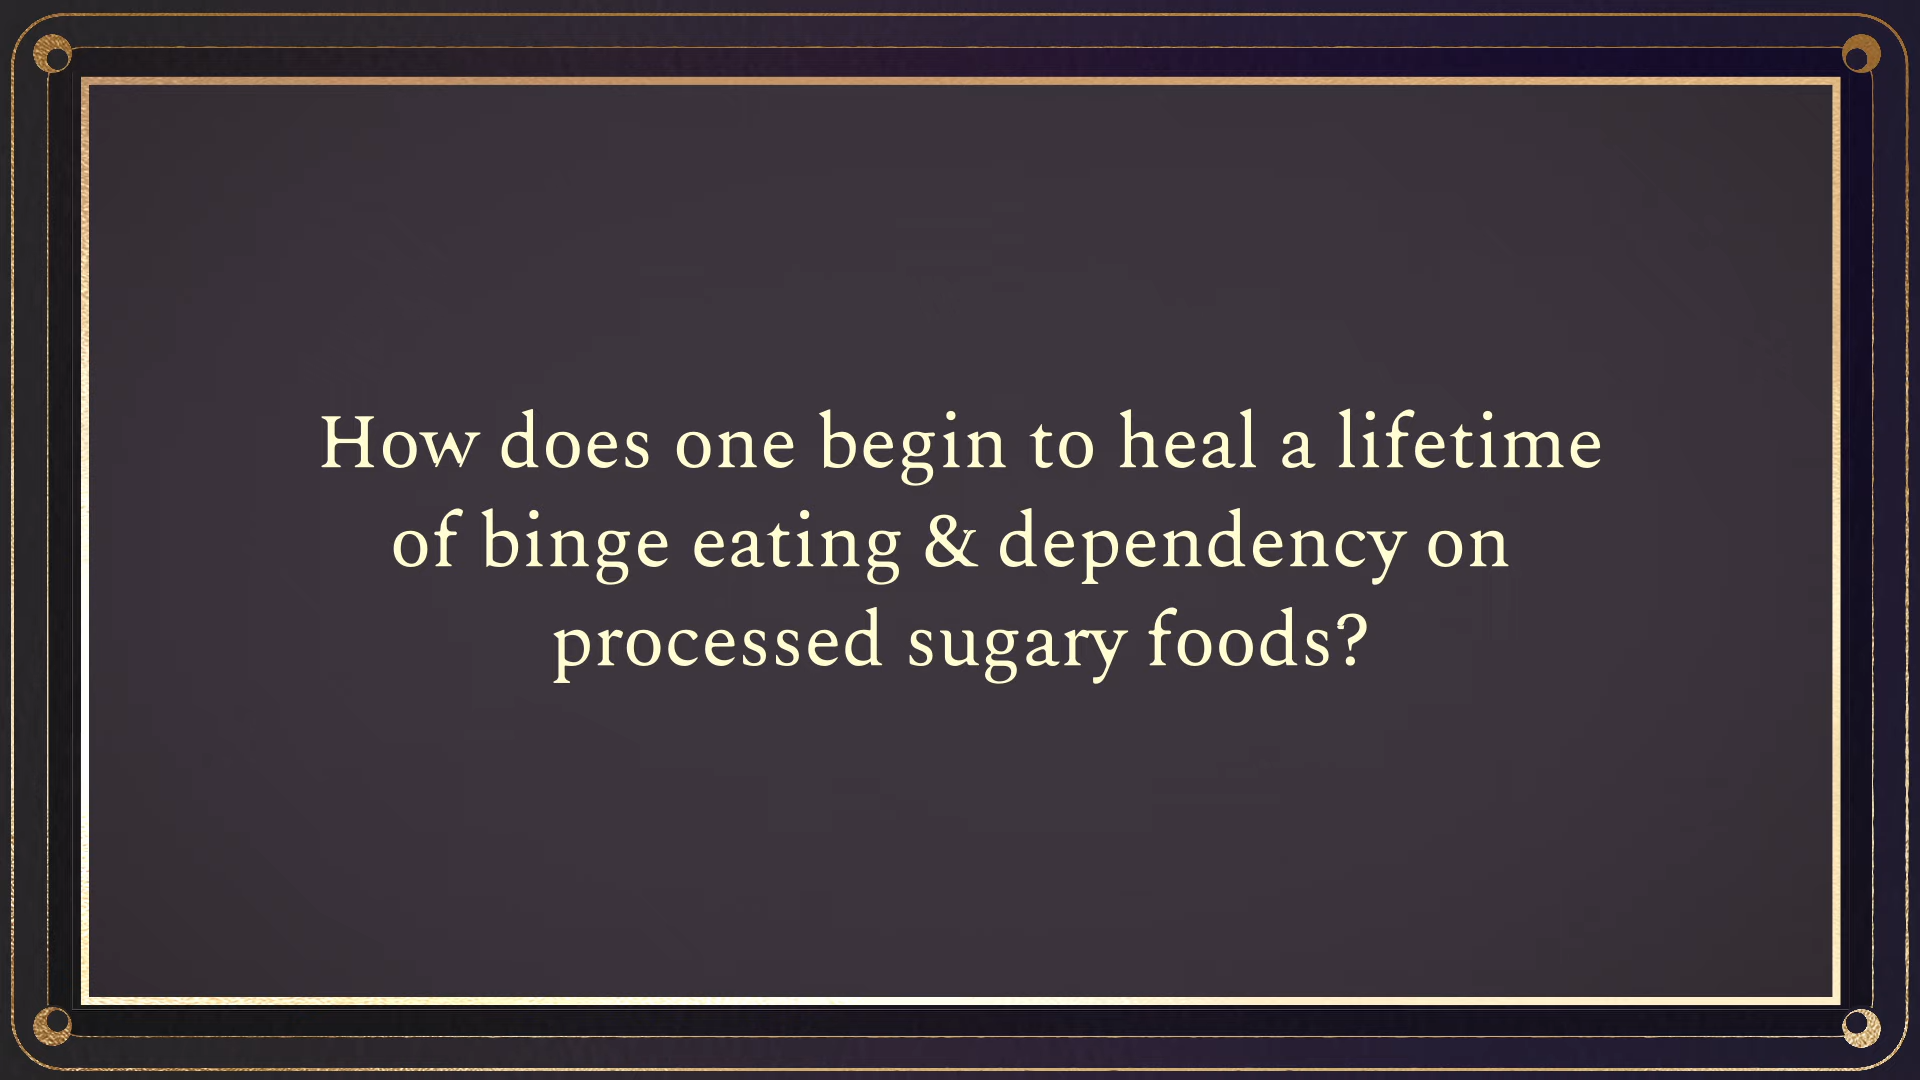 How does one begin to heal a lifetime
of binge eating & dependency on
processed sugary foods?